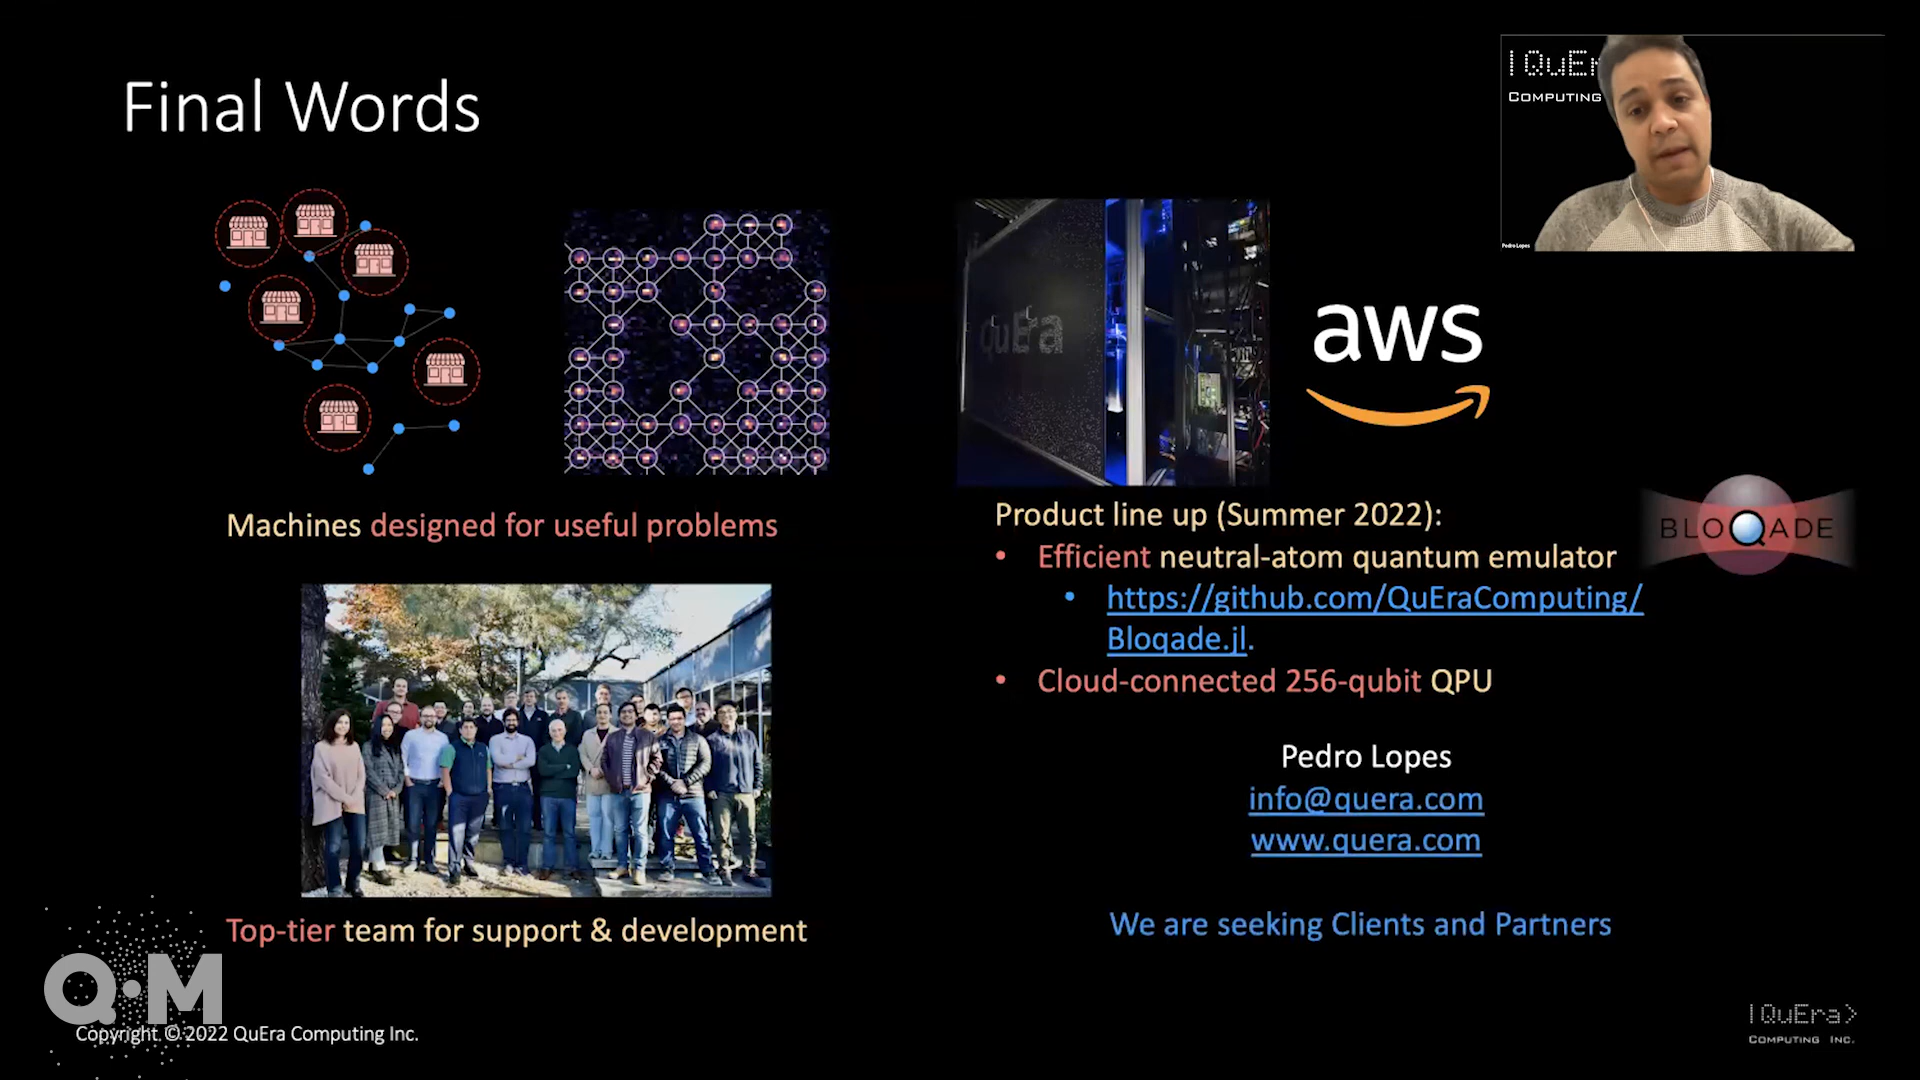 Final Words
|QuEr
COMPUTING
Pedro Lopes
QuEra
aws
Machines designed for useful problems
Product line up (Summer 2022):
BLOQADE
• Efficient neutral-atom quantum emulator
• https://github.com/QuEraComputing/
Bloqade.jl.
• Cloud-connected 256-qubit QPU
Pedro Lopes
info@quera.com
www.quera.com
Top-tier team for support & development
We are seeking Clients and Partners
Q·M
Copyright © 2022 QuEra Computing Inc.
|QuEra>
COMPUTING INC.